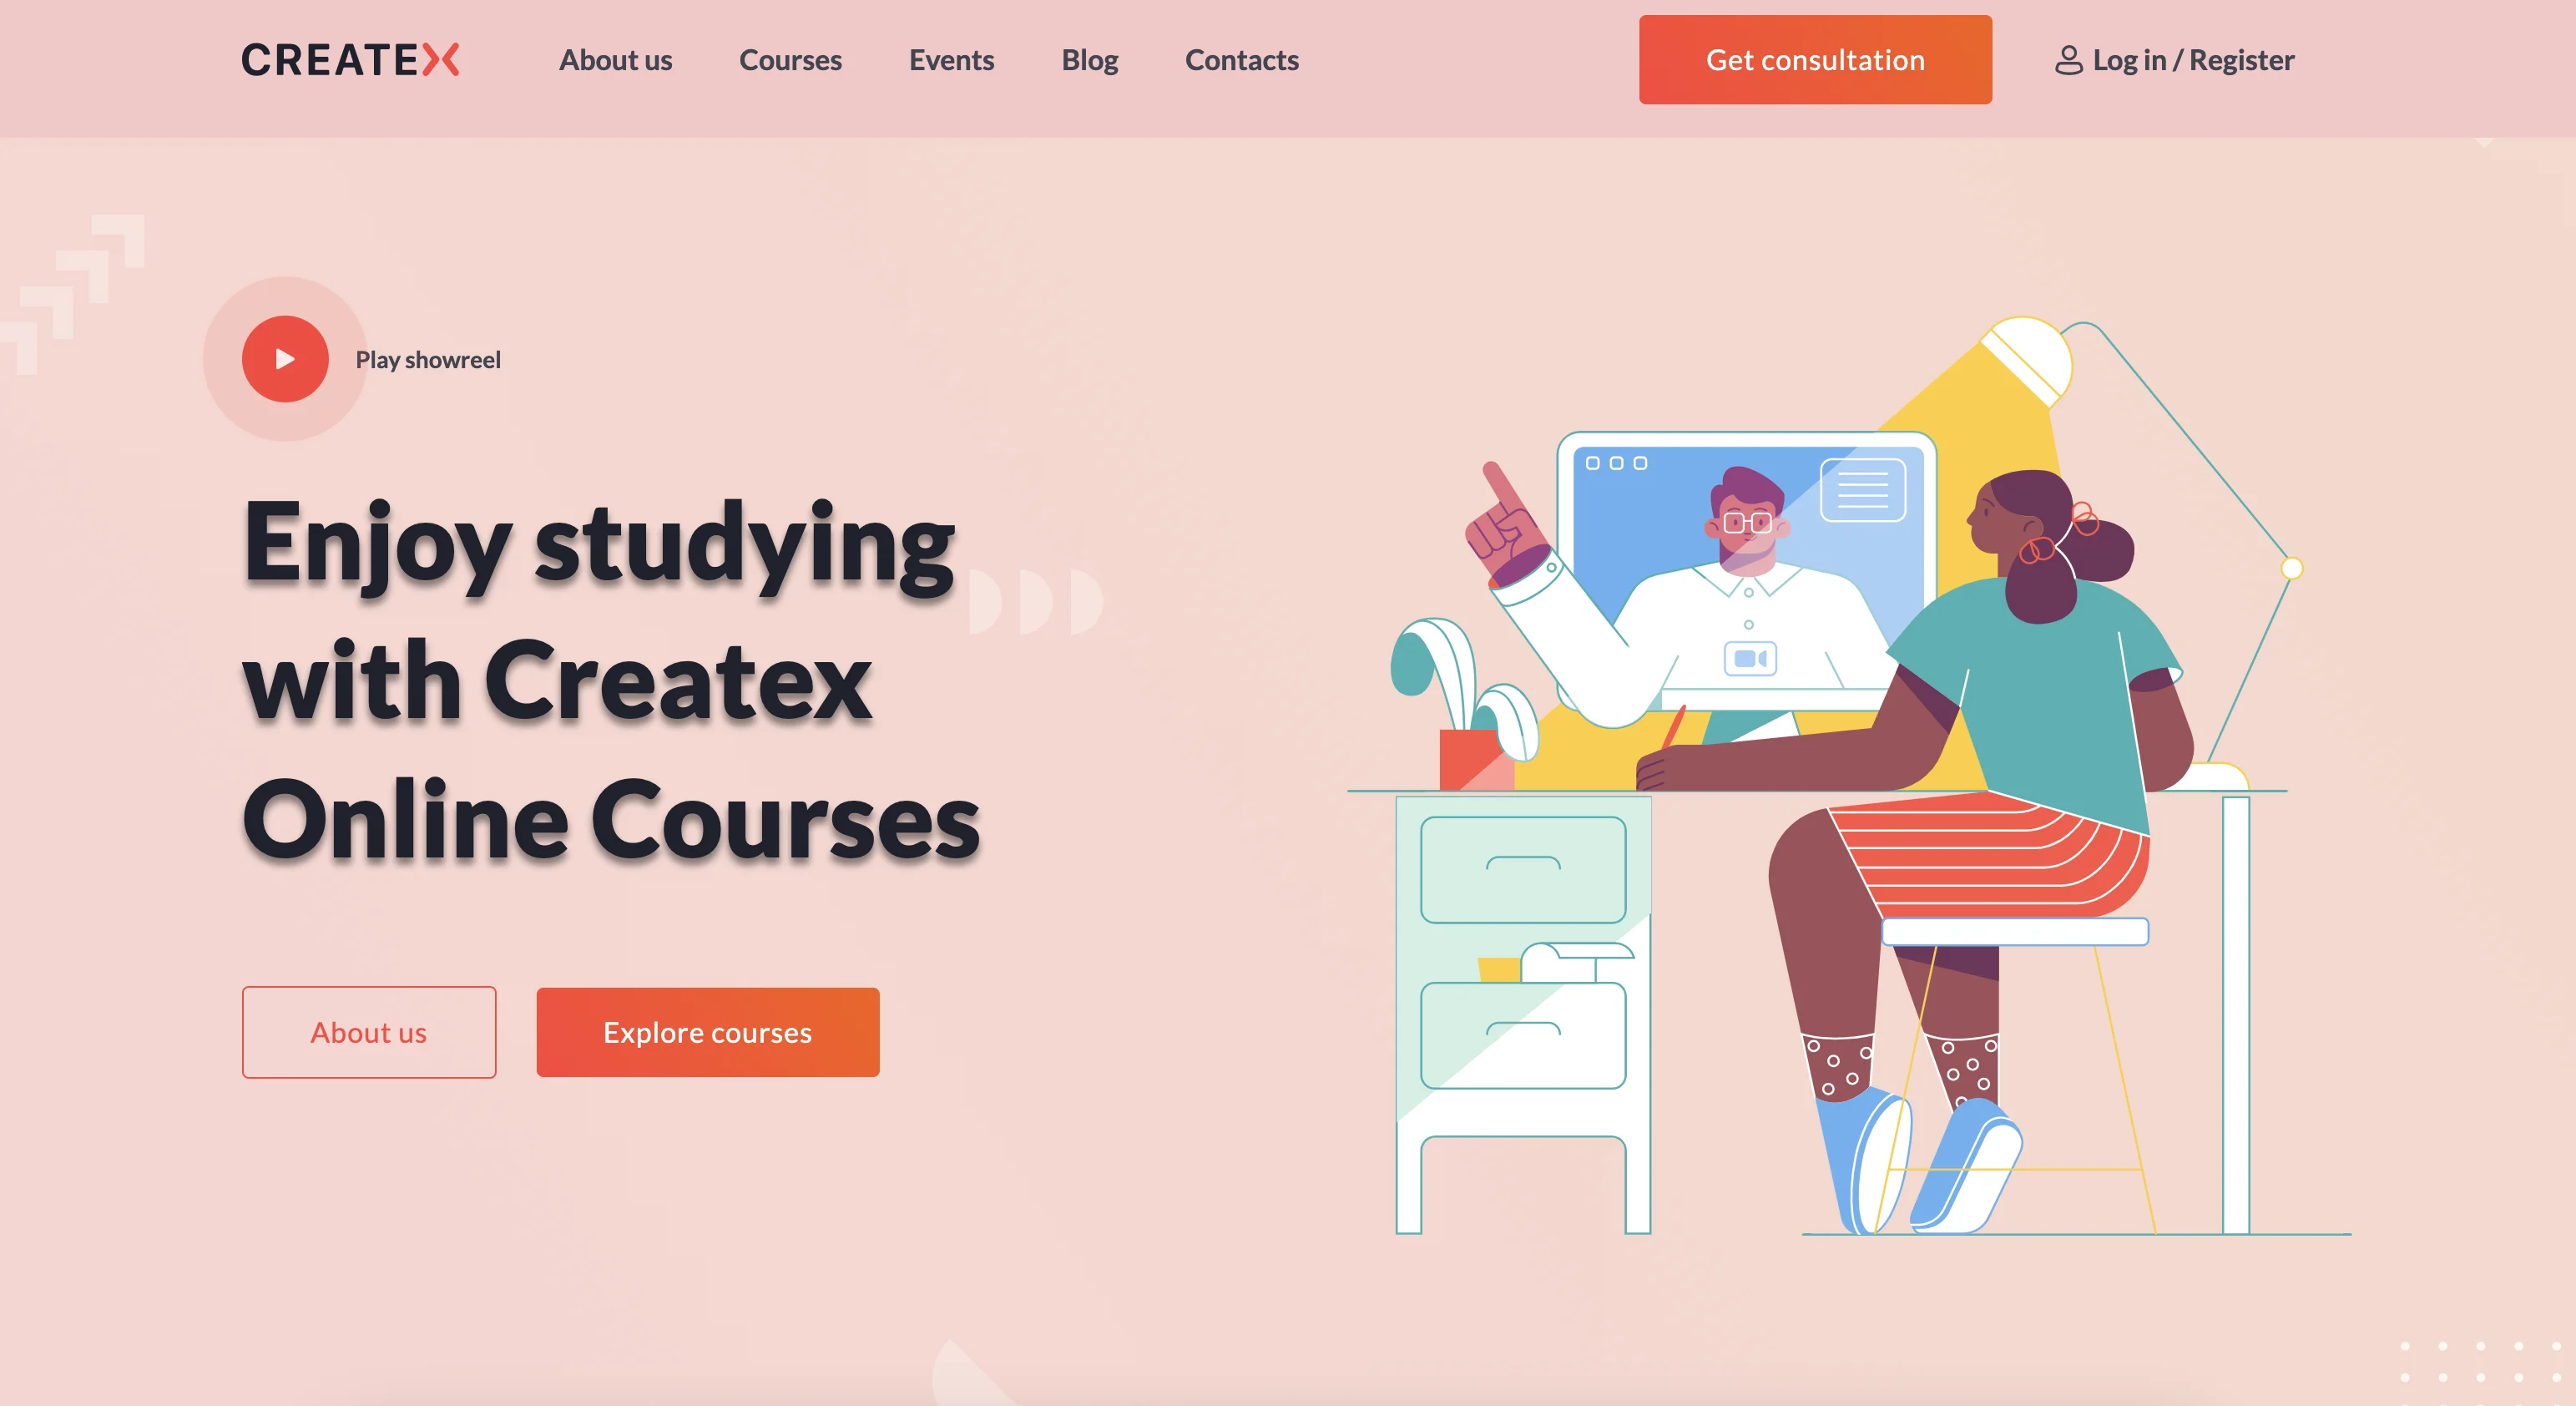 CREATEX
About us
Courses
Events
Blog
Contacts
Get consultation
Log in / Register
Play showreel
Enjoy studying
with Createx
Online Courses
About us
Explore courses